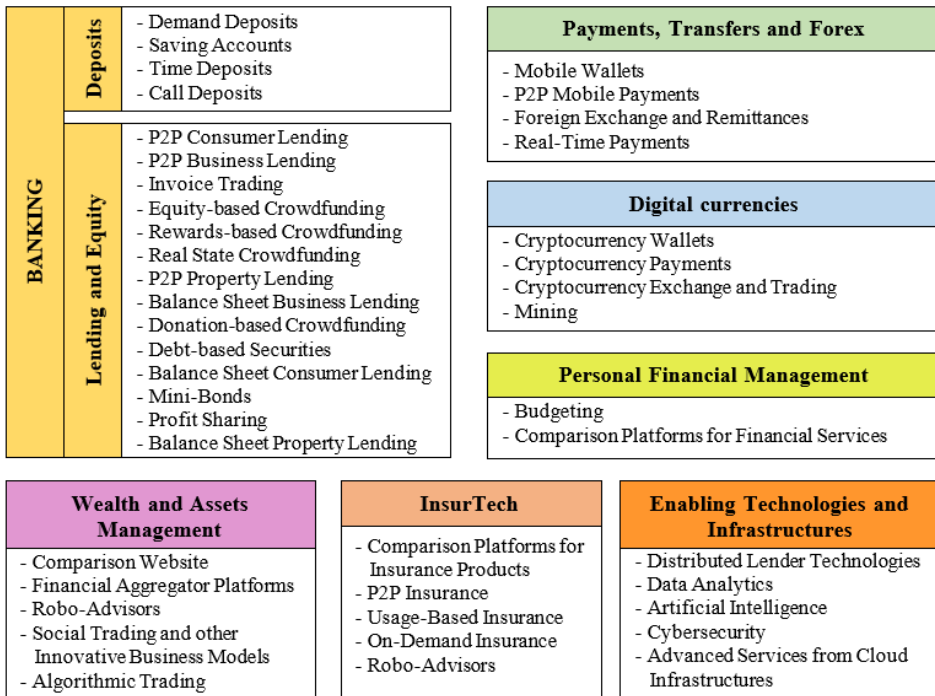 BANKING
Deposits
- Demand Deposits
- Saving Accounts
- Time Deposits
- Call Deposits
Lending and Equity
- P2P Consumer Lending
- P2P Business Lending
- Invoice Trading
- Equity-based Crowdfunding
- Rewards-based Crowdfunding
- Real State Crowdfunding
- P2P Property Lending
- Balance Sheet Business Lending
- Donation-based Crowdfunding
- Debt-based Securities
- Balance Sheet Consumer Lending
- Mini-Bonds
- Profit Sharing
- Balance Sheet Property Lending
Payments, Transfers and Forex
- Mobile Wallets
- P2P Mobile Payments
- Foreign Exchange and Remittances
- Real-Time Payments
Digital currencies
- Cryptocurrency Wallets
- Cryptocurrency Payments
- Cryptocurrency Exchange and Trading
- Mining
Personal Financial Management
- Budgeting
- Comparison Platforms for Financial Services
Wealth and Assets
Management
- Comparison Website
- Financial Aggregator Platforms
- Robo-Advisors
- Social Trading and other
Innovative Business Models
- Algorithmic Trading
InsurTech
- Comparison Platforms for
Insurance Products
- P2P Insurance
- Usage-Based Insurance
- On-Demand Insurance
- Robo-Advisors
Enabling Technologies and
Infrastructures
- Distributed Lender Technologies
- Data Analytics
- Artificial Intelligence
- Cybersecurity
- Advanced Services from Cloud
Infrastructures